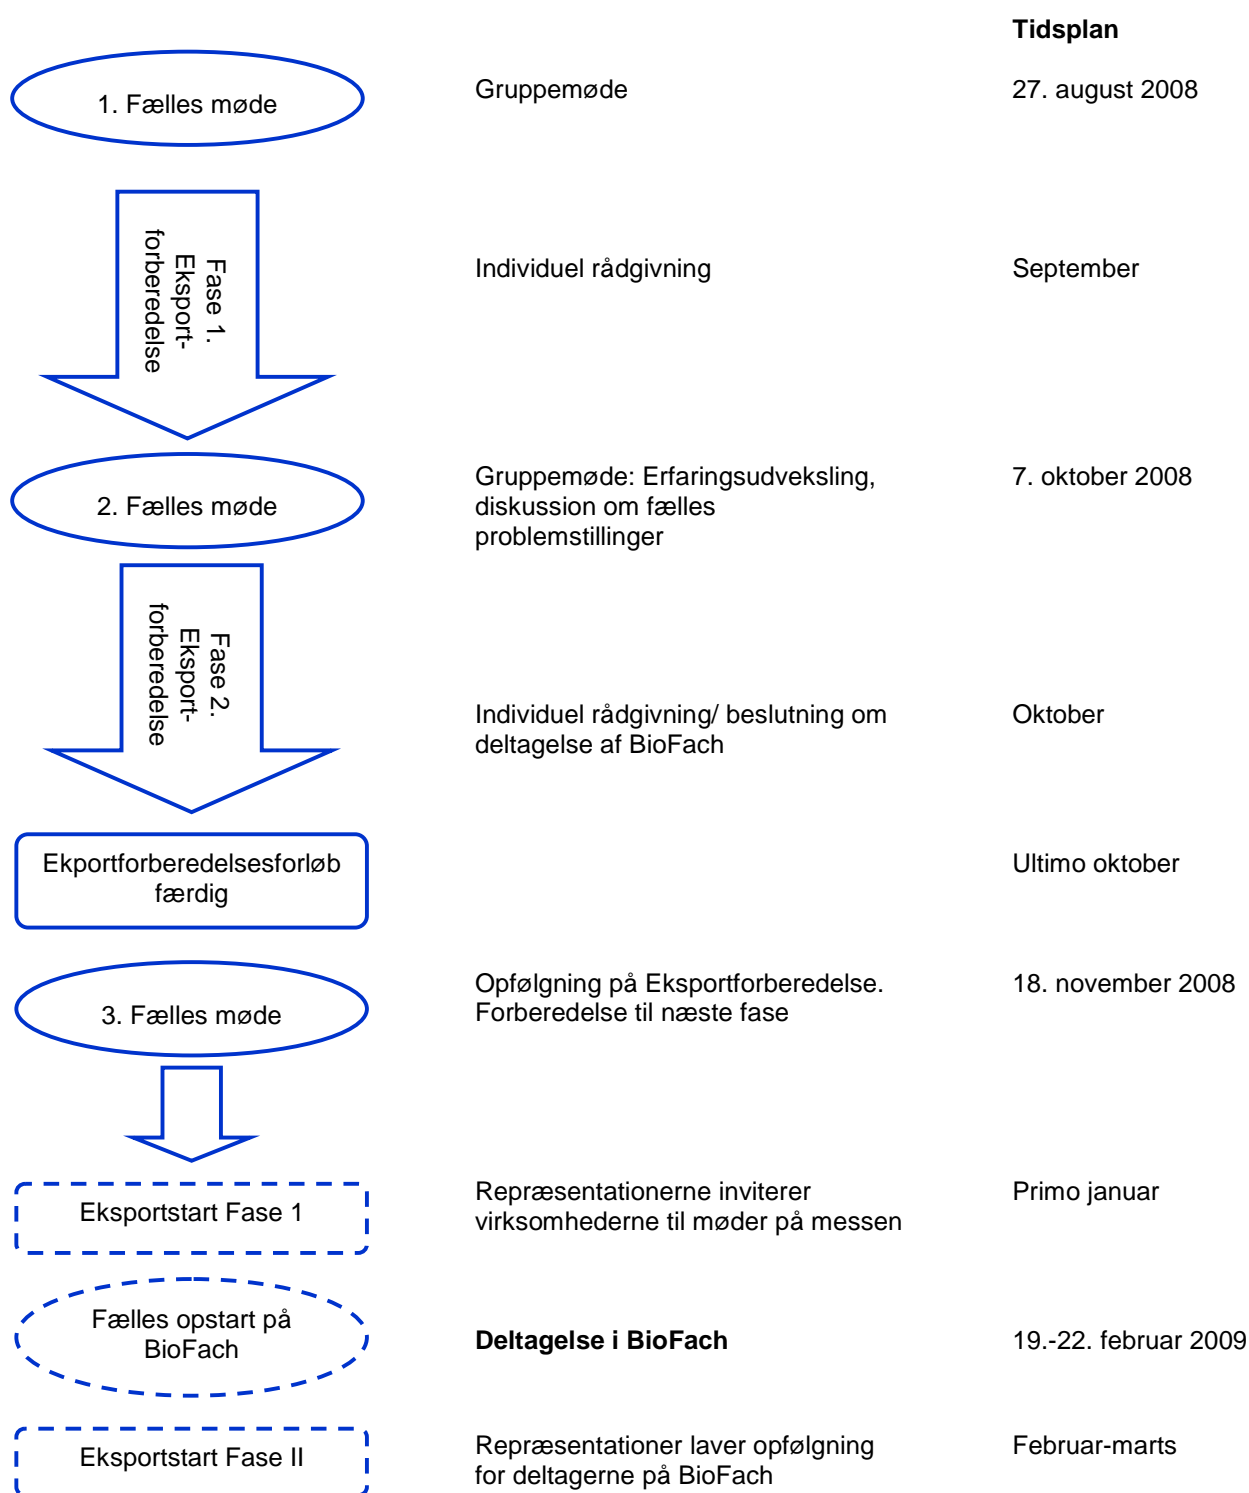 Tidsplan
1. Fælles møde
Gruppemøde
27. august 2008
Fase 1.
Eksport-
forberedelse
Individuel rådgivning
September
2. Fælles møde
Gruppemøde: Erfaringsudveksling,
diskussion om fælles
problemstillinger
7. oktober 2008
Fase 2.
Eksport-
forberedelse
Individuel rådgivning/ beslutning om
deltagelse af BioFach
Oktober
Ekportforberedelsesforløb
færdig
Ultimo oktober
3. Fælles møde
Opfølgning på Eksportforberedelse.
Forberedelse til næste fase
18. november 2008
Eksportstart Fase 1
Repræsentationerne inviterer
virksomhederne til møder på messen
Primo januar
Fælles opstart på
BioFach
Deltagelse i BioFach
19.-22. februar 2009
Eksportstart Fase II
Repræsentationer laver opfølgning
for deltagerne på BioFach
Februar-marts